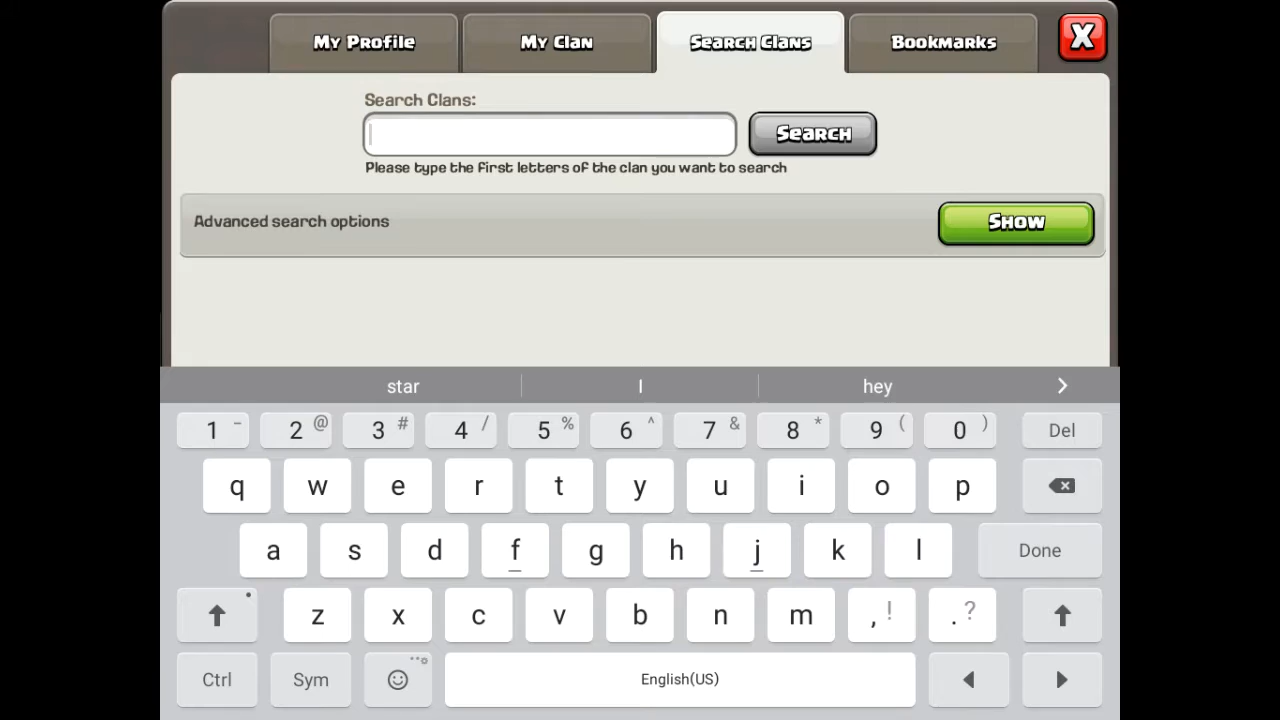 My Profile My Clan Search Clans Bookmarks X
Search Clans:
Search
Please type the first letters of the clan you want to search
Advanced search options Show
star I hey >
1 - 2 @ 3 # 4 / 5 % 6 ^ 7 & 8 * 9 ( 0 ) Del
q w e r t y u i o p
a s d f g h j k l Done
z x c v b n m , ! . ?
Ctrl Sym English(US)